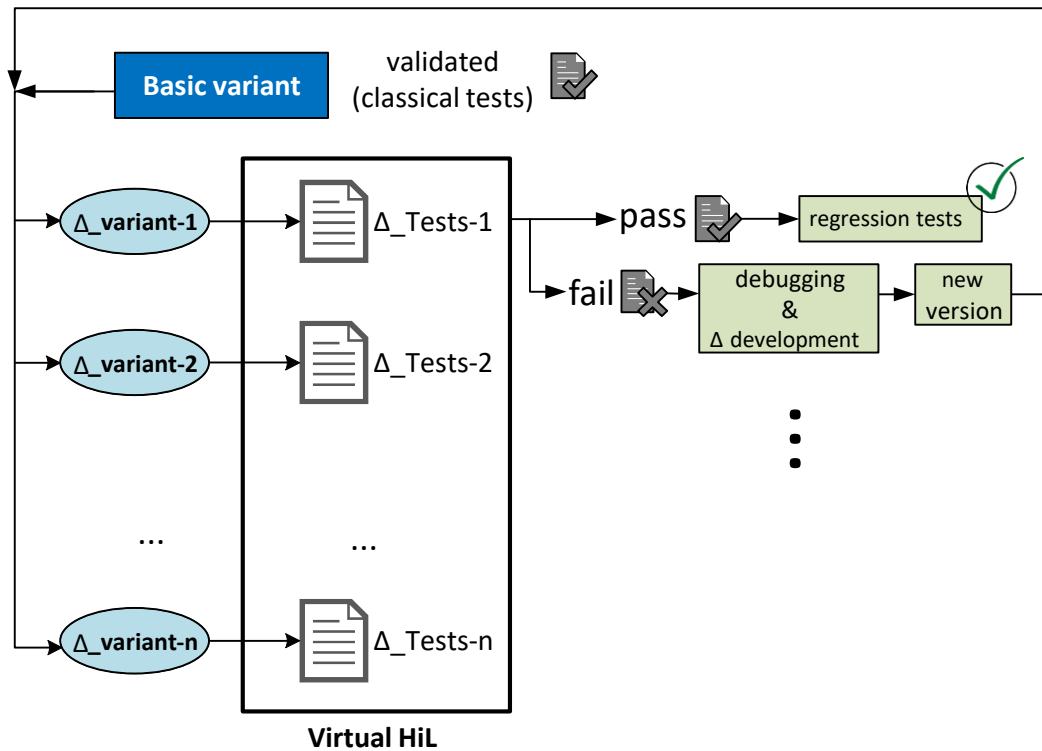 Basic variant
validated
(classical tests)
Δ_variant-1
Δ_Tests-1
pass
regression tests
fail
debugging
&
Δ development
new
version
Δ_variant-2
Δ_Tests-2
...
...
Δ_variant-n
Δ_Tests-n
Virtual HiL